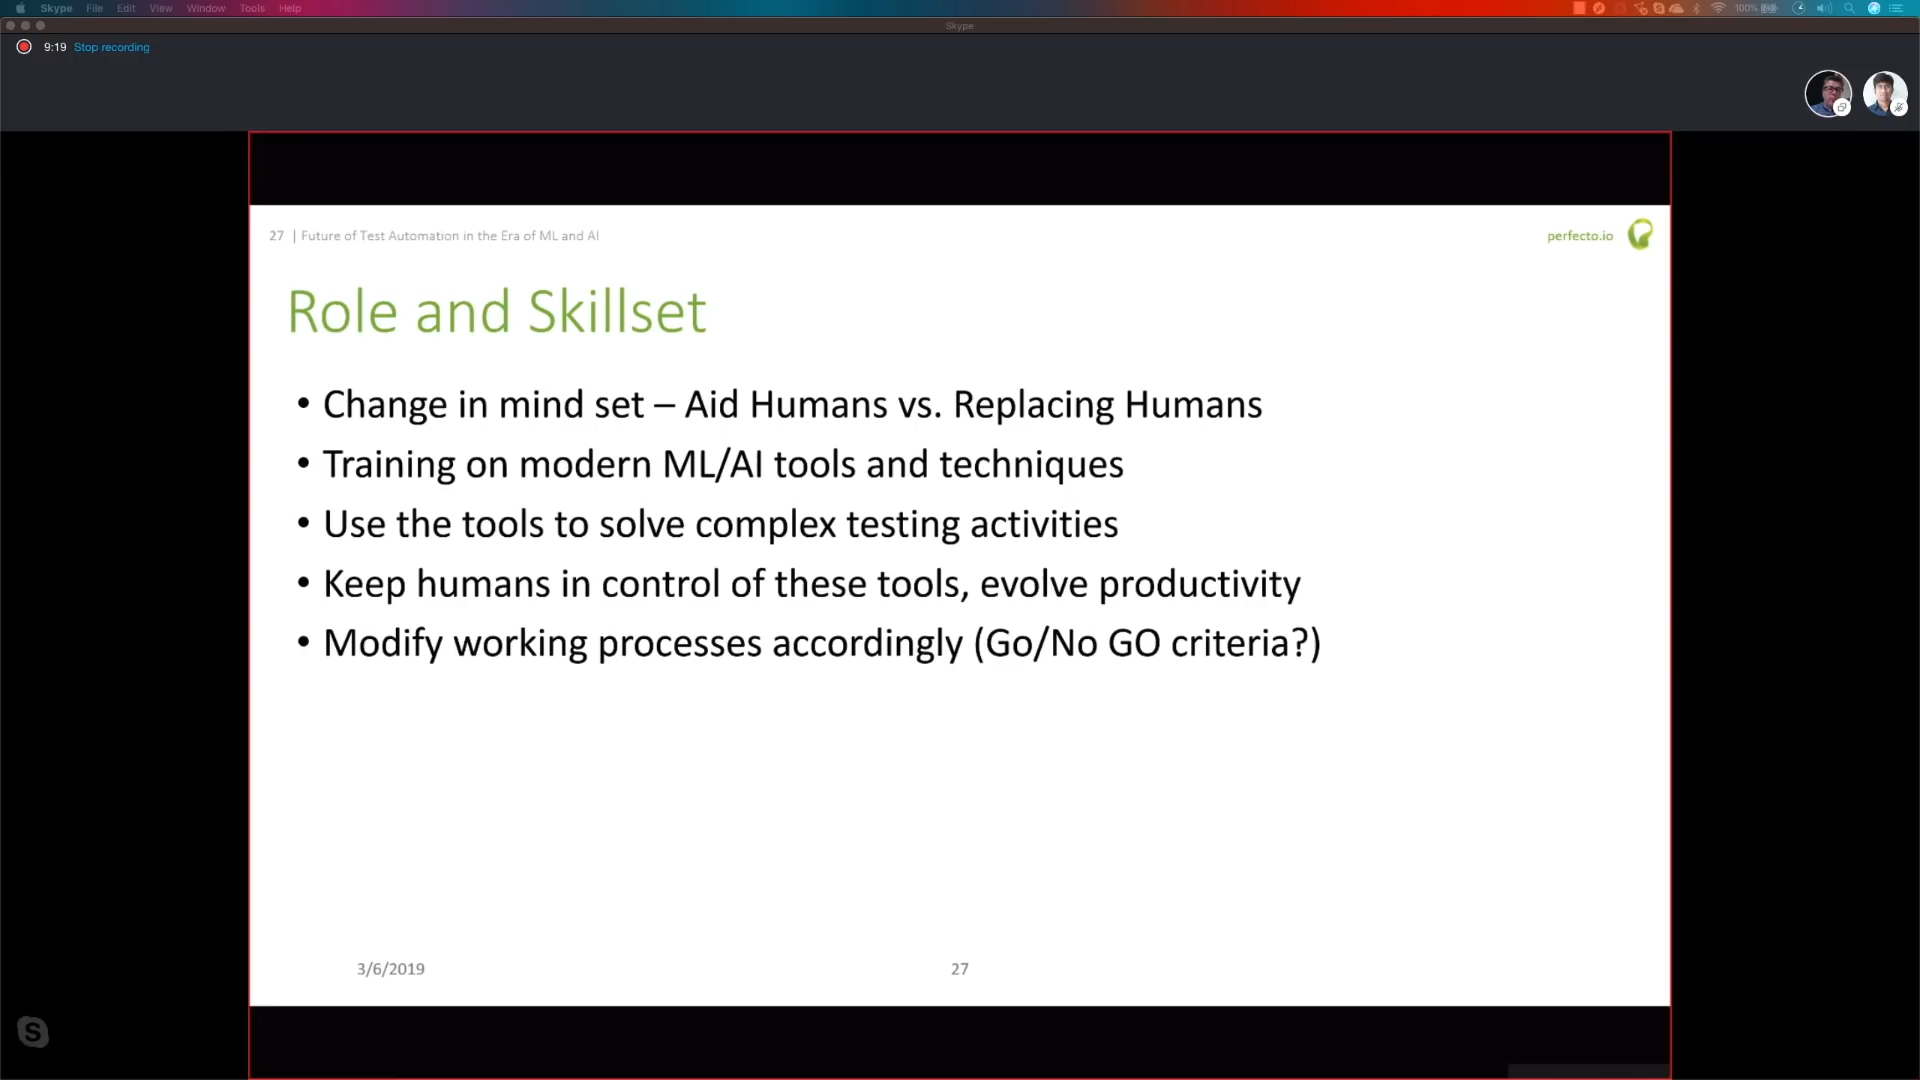 Skype File Edit View Window Tools Help
100%
Skype
9:19 Stop recording
27 | Future of Test Automation in the Era of ML and AI
perfecto.io
Role and Skillset
• Change in mind set – Aid Humans vs. Replacing Humans
• Training on modern ML/AI tools and techniques
• Use the tools to solve complex testing activities
• Keep humans in control of these tools, evolve productivity
• Modify working processes accordingly (Go/No GO criteria?)
3/6/2019
27